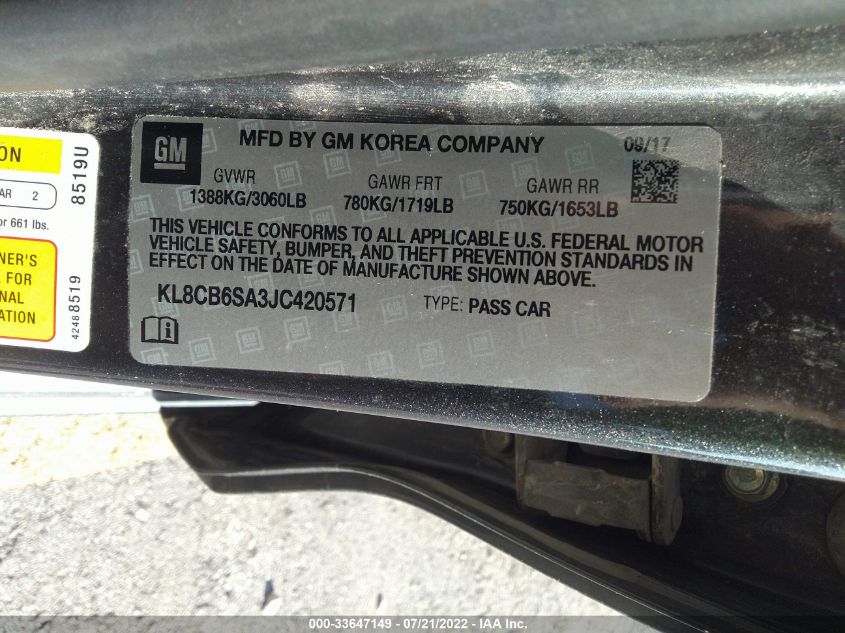 ON
AR 2
or 661 lbs.
NER'S
FOR
NAL
ATION
8519U
42488519
GM
MFD BY GM KOREA COMPANY 09/17
GVWR GAWR FRT GAWR RR
1388KG/3060LB 780KG/1719LB 750KG/1653LB
THIS VEHICLE CONFORMS TO ALL APPLICABLE U.S. FEDERAL MOTOR
VEHICLE SAFETY, BUMPER, AND THEFT PREVENTION STANDARDS IN
EFFECT ON THE DATE OF MANUFACTURE SHOWN ABOVE.
KL8CB6SA3JC420571 TYPE: PASS CAR
000-33647149 - 07/21/2022 - IAA Inc.